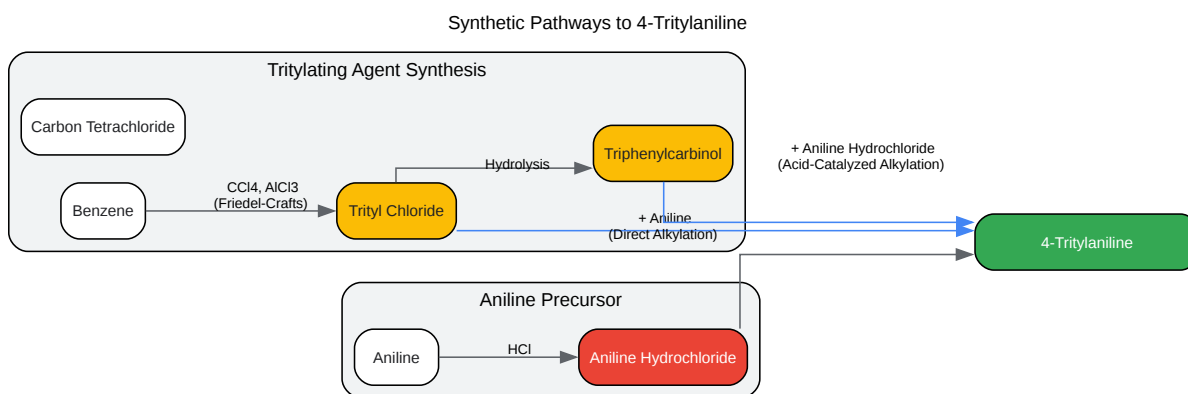 Synthetic Pathways to 4-Tritylaniline
Tritylating Agent Synthesis
Carbon Tetrachloride
Benzene
CCl4, AlCl3
(Friedel-Crafts)
Trityl Chloride
Hydrolysis
Triphenylcarbinol
+ Aniline Hydrochloride
(Acid-Catalyzed Alkylation)
+ Aniline
(Direct Alkylation)
4-Tritylaniline
Aniline Precursor
Aniline
HCl
Aniline Hydrochloride